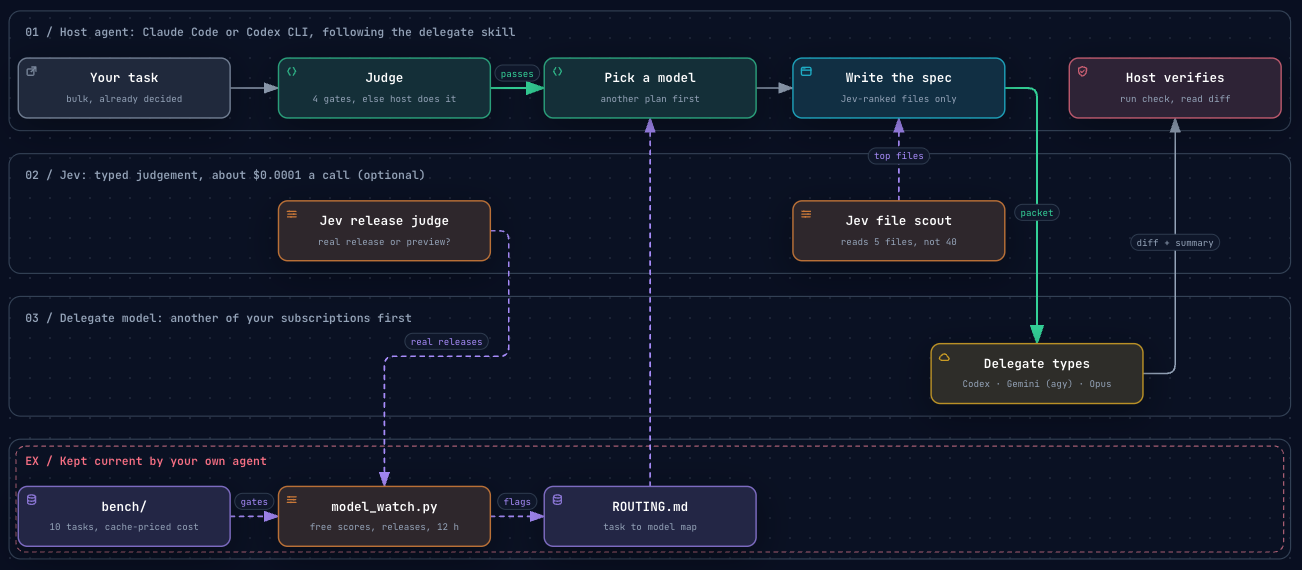 01 / Host agent: Claude Code or Codex CLI, following the delegate skill
Your task
bulk, already decided
Judge
4 gates, else host does it
passes
Pick a model
another plan first
Write the spec
Jev-ranked files only
Host verifies
run check, read diff
top files
02 / Jev: typed judgement, about $0.0001 a call (optional)
Jev release judge
real release or preview?
Jev file scout
reads 5 files, not 40
packet
diff + summary
03 / Delegate model: another of your subscriptions first
real releases
Delegate types
Codex · Gemini (agy) · Opus
EX / Kept current by your own agent
bench/
10 tasks, cache-priced cost
gates
model_watch.py
free scores, releases, 12 h
flags
ROUTING.md
task to model map